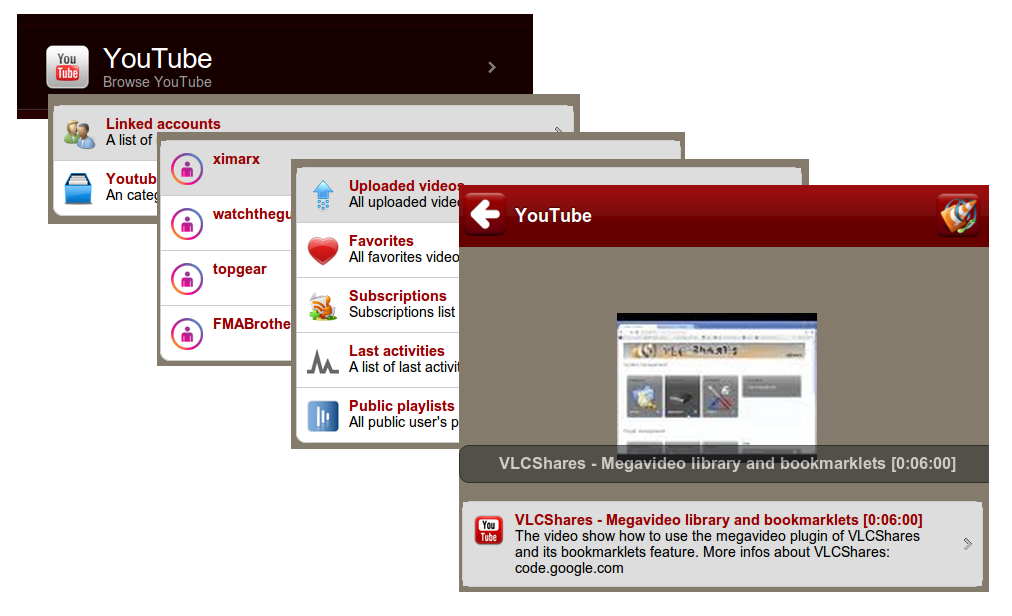 You
Tube
YouTube
Browse YouTube
Linked accounts
A list of
Youtub
An categ
ximarx
watchthegu
topgear
FMABrothe
Uploaded videos
All uploaded video
Favorites
All favorites video
Subscriptions
Subscriptions list
Last activities
A list of last activit
Public playlists
All public user's p
YouTube
VLC-SHARES
VLCShares - Megavideo library and bookmarklets [0:06:00]
You
Tube
VLCShares - Megavideo library and bookmarklets [0:06:00]
The video show how to use the megavideo plugin of VLCShares
and its bookmarklets feature. More infos about VLCShares:
code.google.com